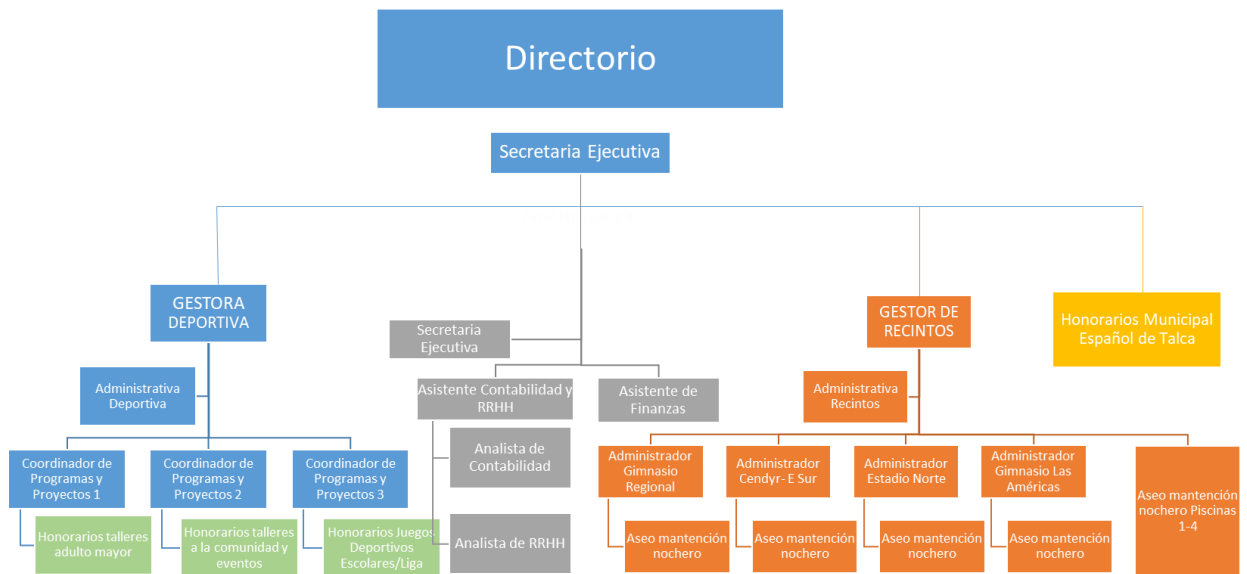 Directorio
Secretaria Ejecutiva
GESTORA
DEPORTIVA
Administrativa
Deportiva
Coordinador de
Programas y
Proyectos 1
Honorarios talleres
adulto mayor
Coordinador de
Programas y
Proyectos 2
Honorarios talleres
a la comunidad y
eventos
Coordinador de
Programas y
Proyectos 3
Honorarios Juegos
Deportivos
Escolares/Liga
Secretaria
Ejecutiva
Asistente Contabilidad y
RRHH
Analista de
Contabilidad
Analista de RRHH
Asistente de
Finanzas
GESTOR DE
RECINTOS
Administrativa
Recintos
Administrador
Gimnasio
Regional
Aseo mantención
nochero
Administrador
Cendyr- E Sur
Aseo mantención
nochero
Administrador
Estadio Norte
Aseo mantención
nochero
Administrador
Gimnasio Las
Américas
Aseo mantención
nochero
Aseo mantención
nochero Piscinas
1-4
Honorarios Municipal
Español de Talca